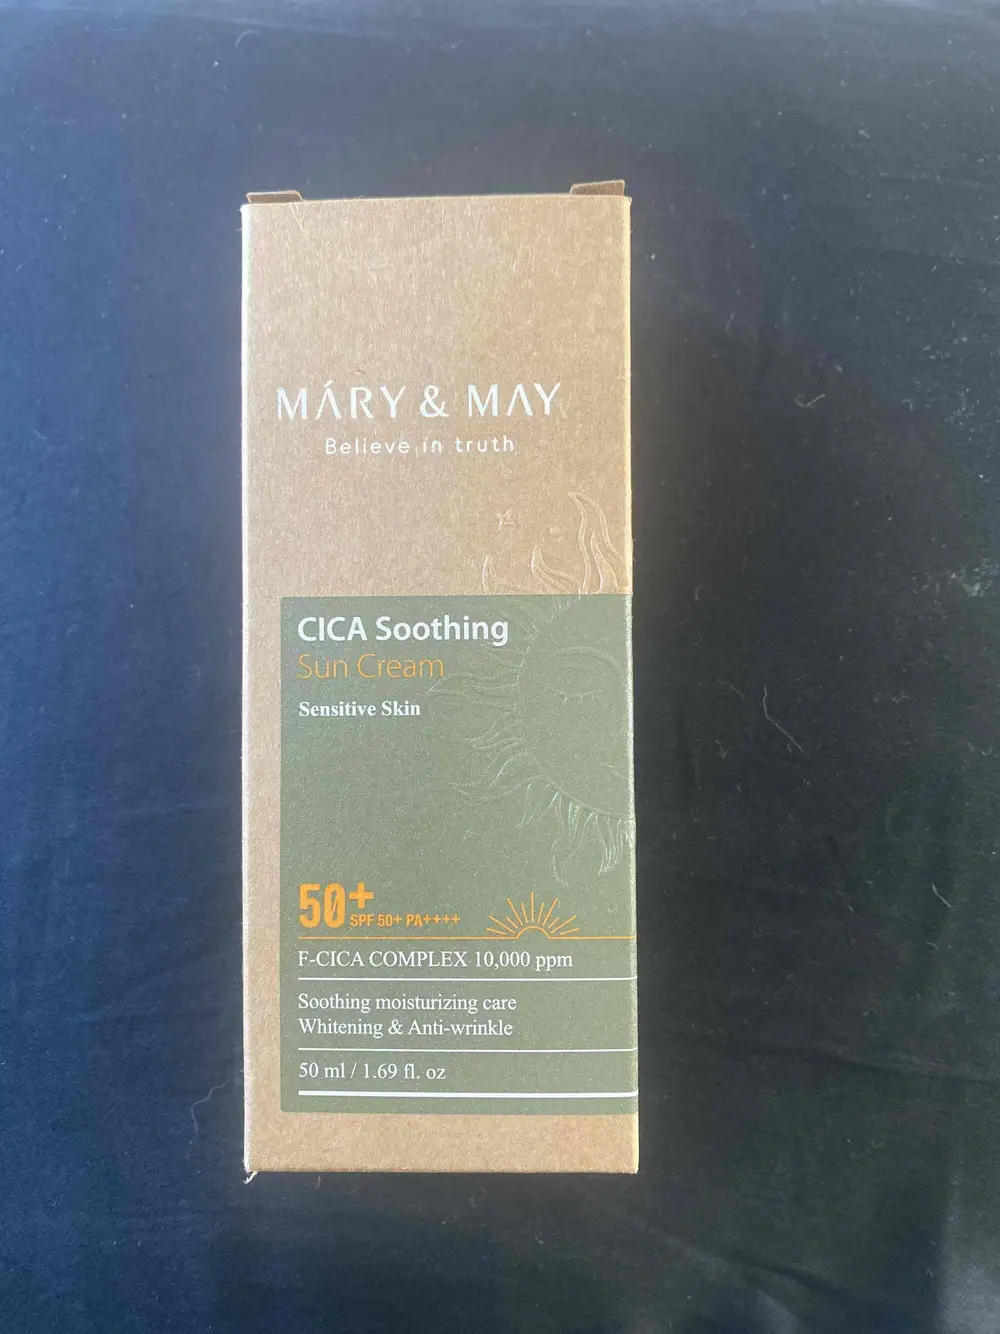 MÁRY & MAY
Believe in truth
CICA Soothing
Sun Cream
Sensitive Skin
50+
SPF 50+ PA++++
F-CICA COMPLEX 10,000 ppm
Soothing moisturizing care
Whitening & Anti-wrinkle
50 ml / 1.69 fl. oz